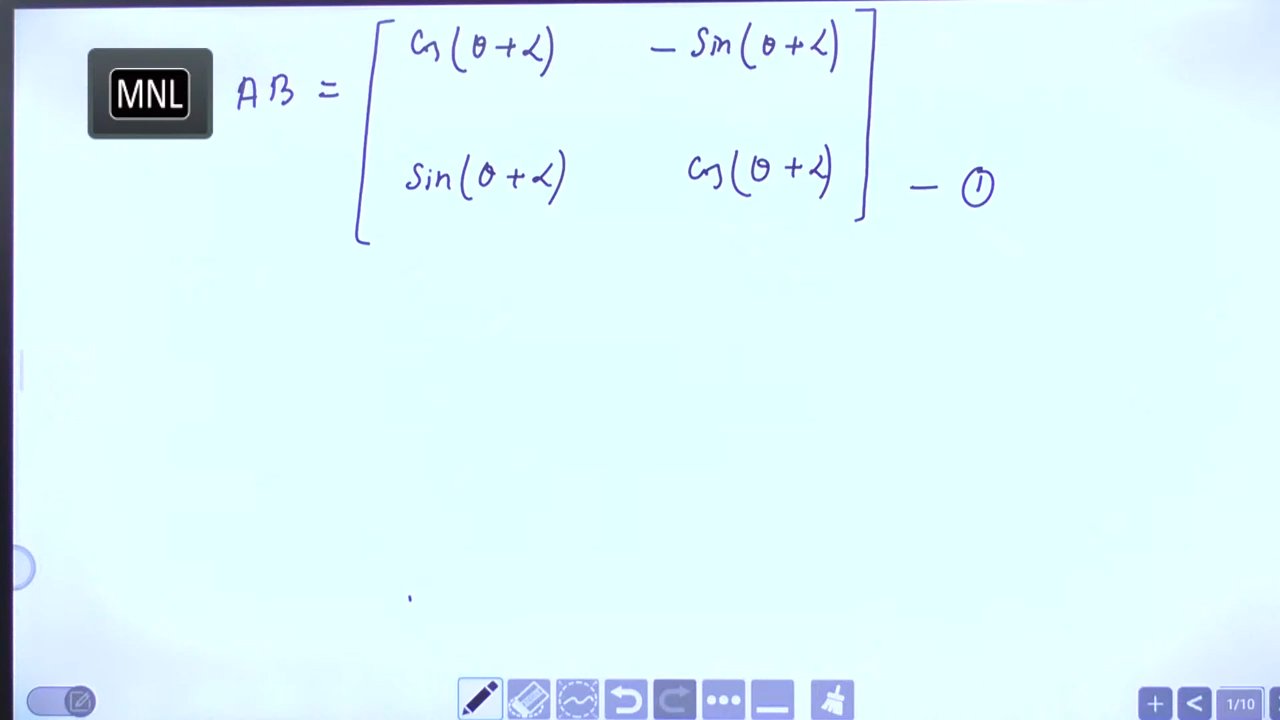 MNL
AB = [ Cos(θ+α) - Sin(θ+α)
Sin(θ+α) Cos(θ+α) ] - ①
1/10